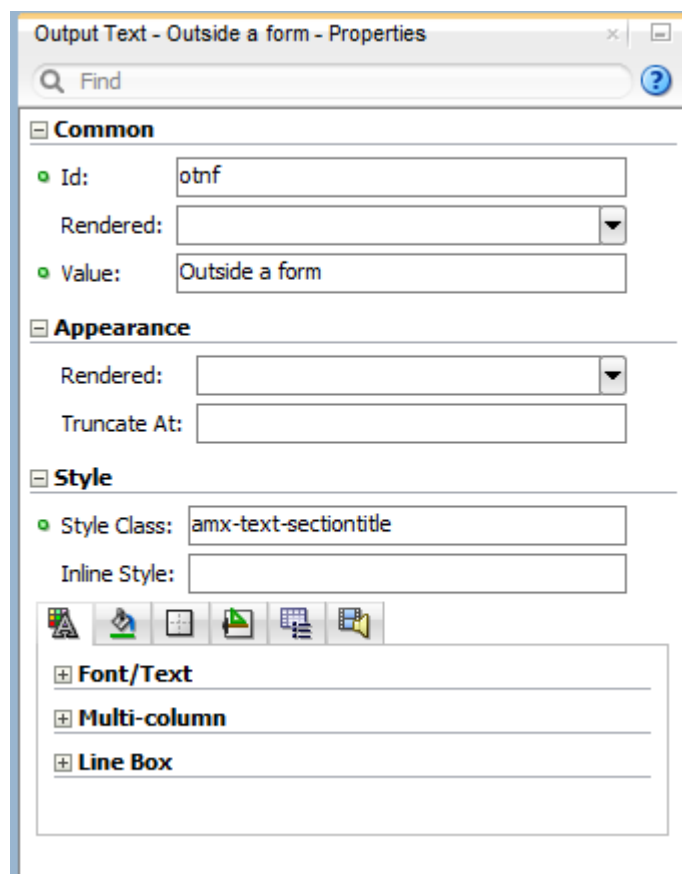 Output Text - Outside a form - Properties
Find
Common
Id: otnf
Rendered:
Value: Outside a form
Appearance
Rendered:
Truncate At:
Style
Style Class: amx-text-sectiontitle
Inline Style:
Font/Text
Multi-column
Line Box